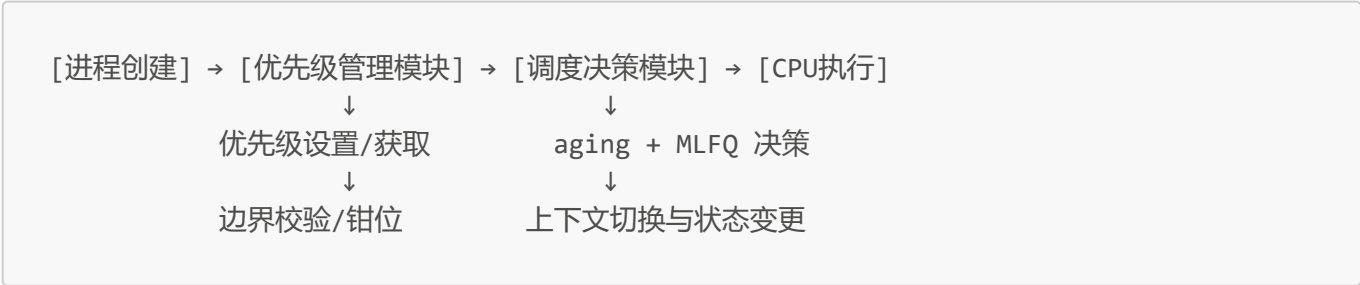 [进程创建] → [优先级管理模块] → [调度决策模块] → [CPU执行]
↓ ↓
优先级设置/获取 aging + MLFQ 决策
↓ ↓
边界校验/钳位 上下文切换与状态变更